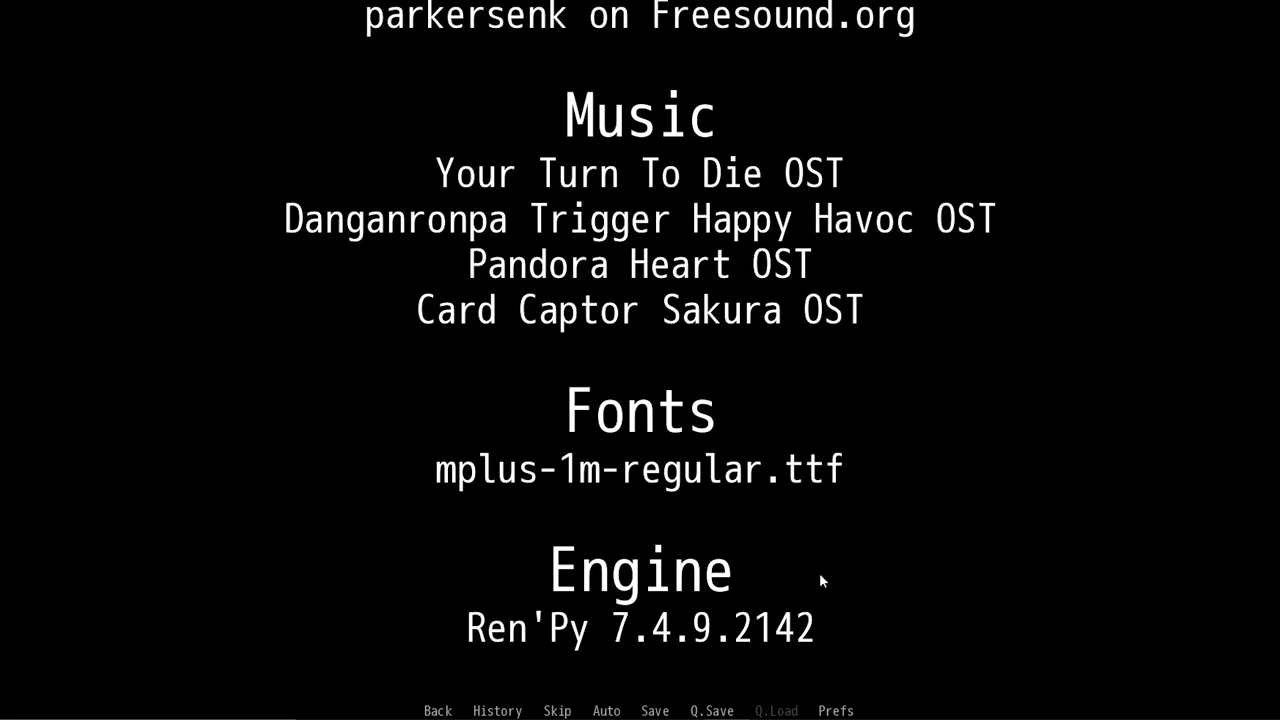 parkersenk on Freesound.org
Music
Your Turn To Die OST
Danganronpa Trigger Happy Havoc OST
Pandora Heart OST
Card Captor Sakura OST
Fonts
mplus-1m-regular.ttf
Engine
Ren'Py 7.4.9.2142
Back History Skip Auto Save Q.Save Q.Load Prefs